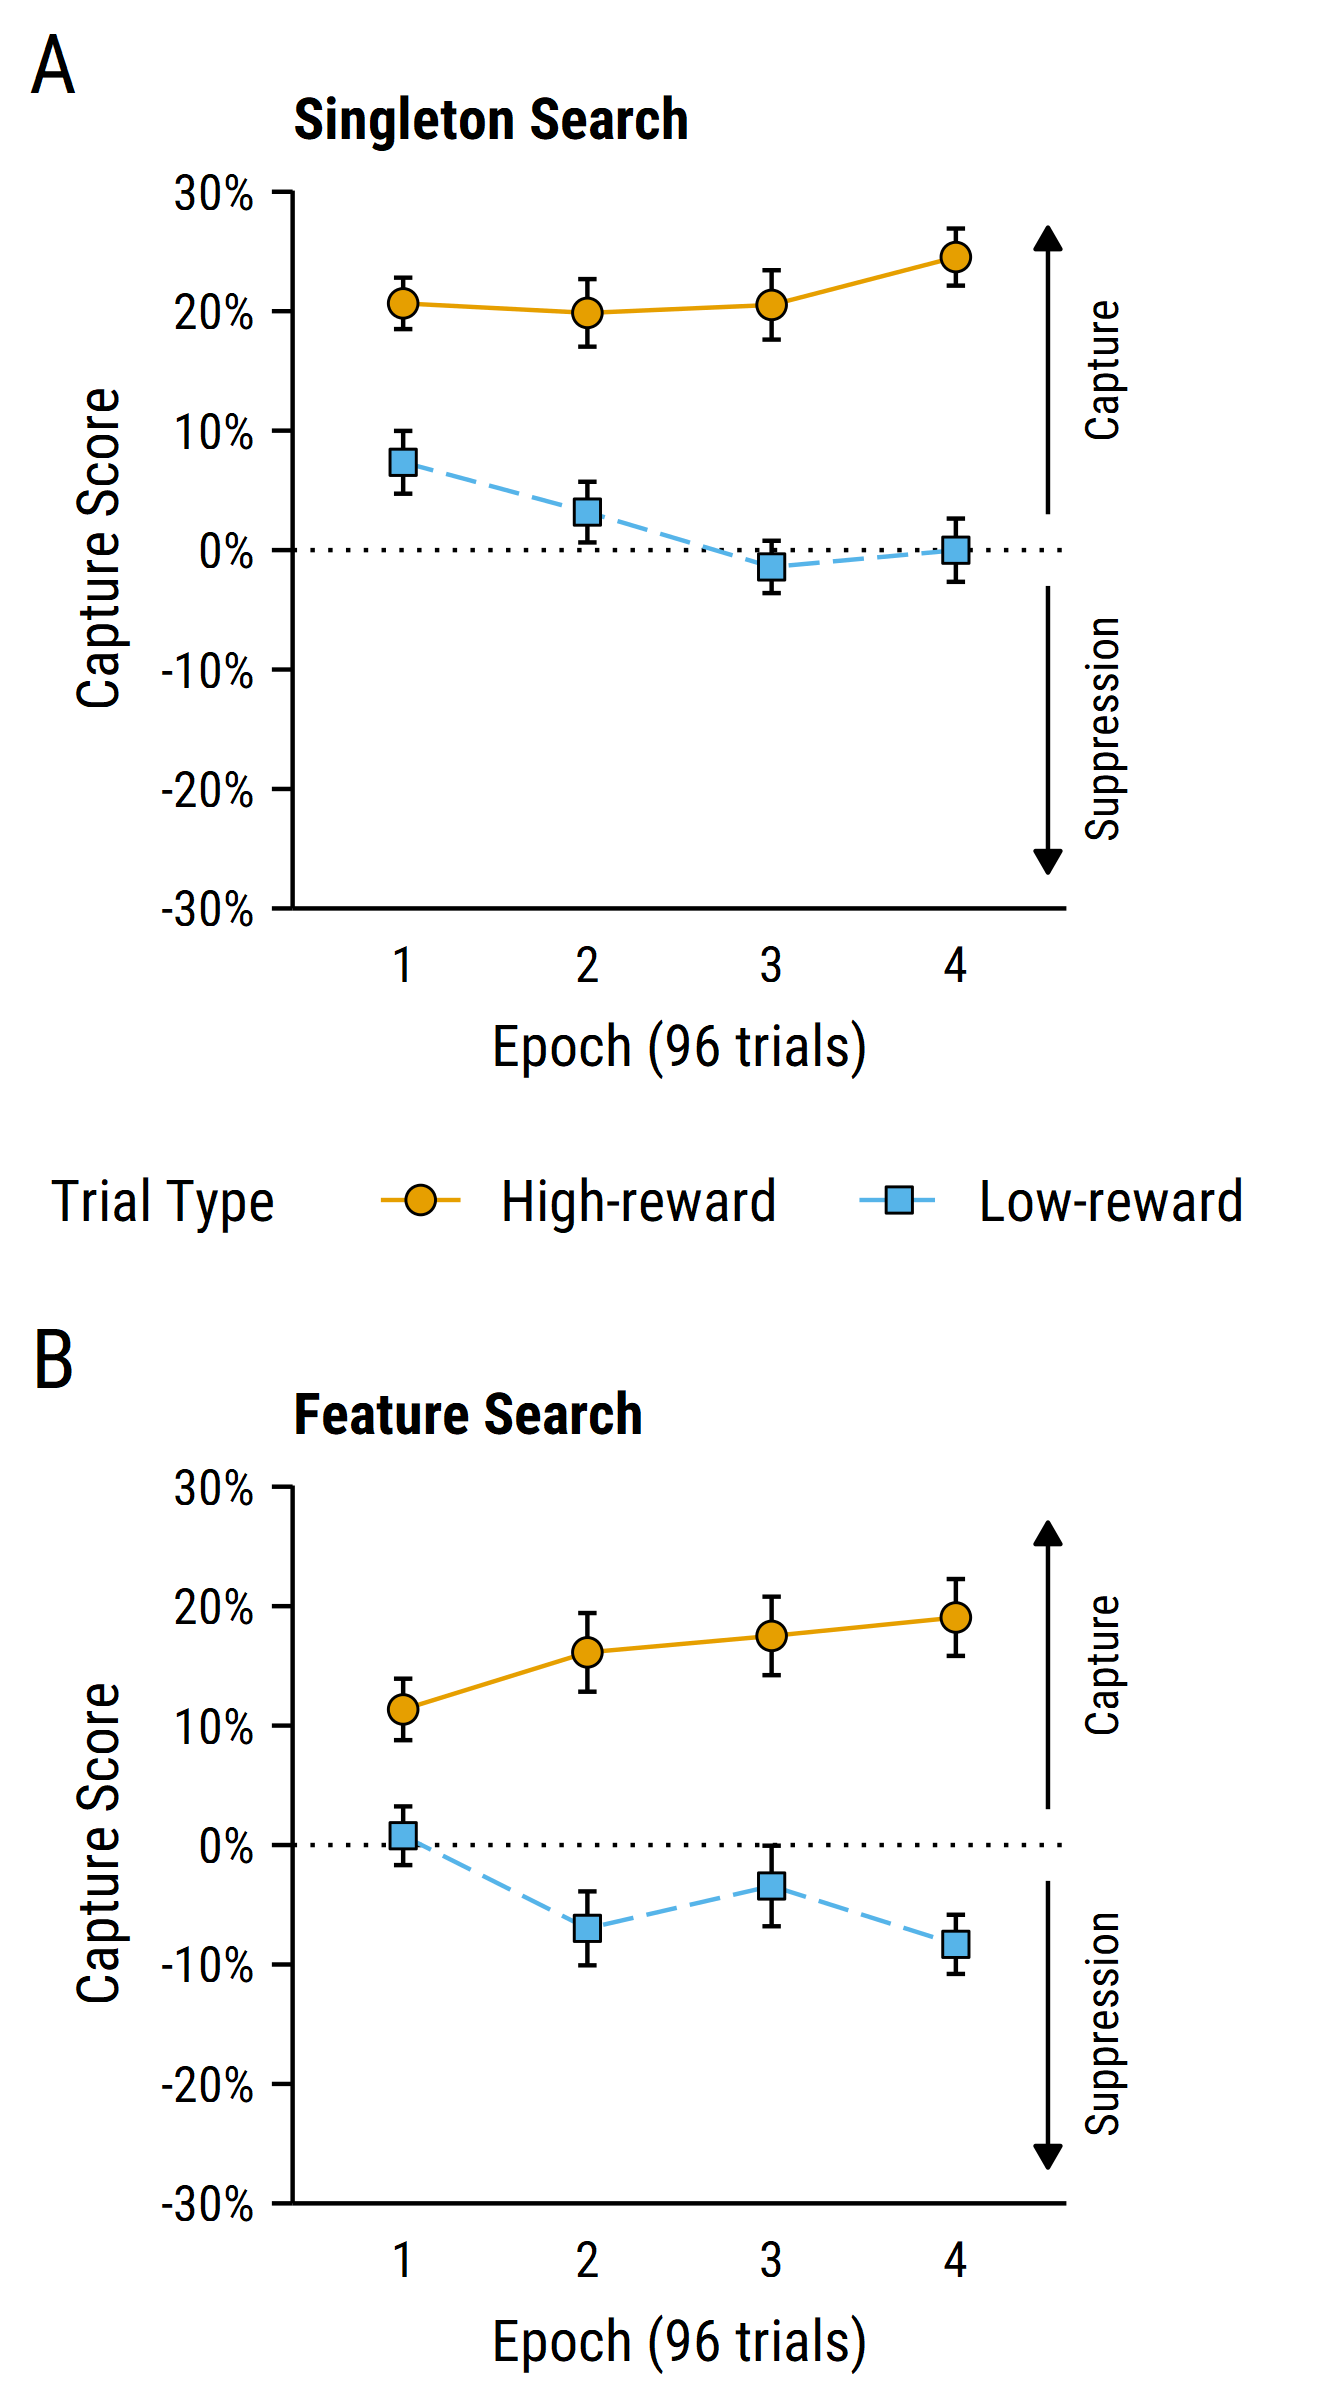 A
Singleton Search
30%
20%
10%
0%
-10%
-20%
-30%
Capture Score
Capture
Suppression
1 2 3 4
Epoch (96 trials)
Trial Type High-reward Low-reward
B
Feature Search
30%
20%
10%
0%
-10%
-20%
-30%
Capture Score
Capture
Suppression
1 2 3 4
Epoch (96 trials)